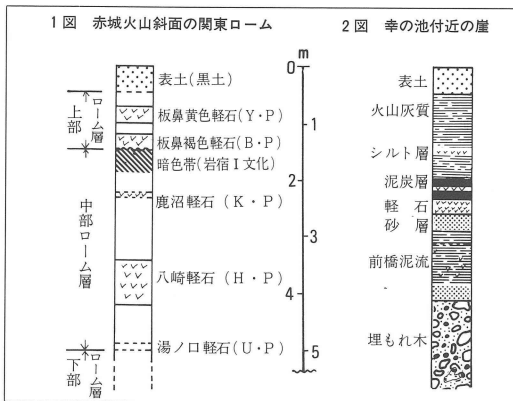 1図 赤城火山斜面の関東ローム
2図 幸の池付近の崖
上部
ローム層
中部ローム層
下部
ローム層
表土(黒土)
板鼻黄色軽石(Y・P)
板鼻褐色軽石(B・P)
暗色帯(岩宿Ⅰ文化)
鹿沼軽石(K・P)
八崎軽石(H・P)
湯ノ口軽石(U・P)
m
0
1
2
3
4
5
表土
火山灰質
シルト層
泥炭層
軽石
砂層
前橋泥流
埋もれ木